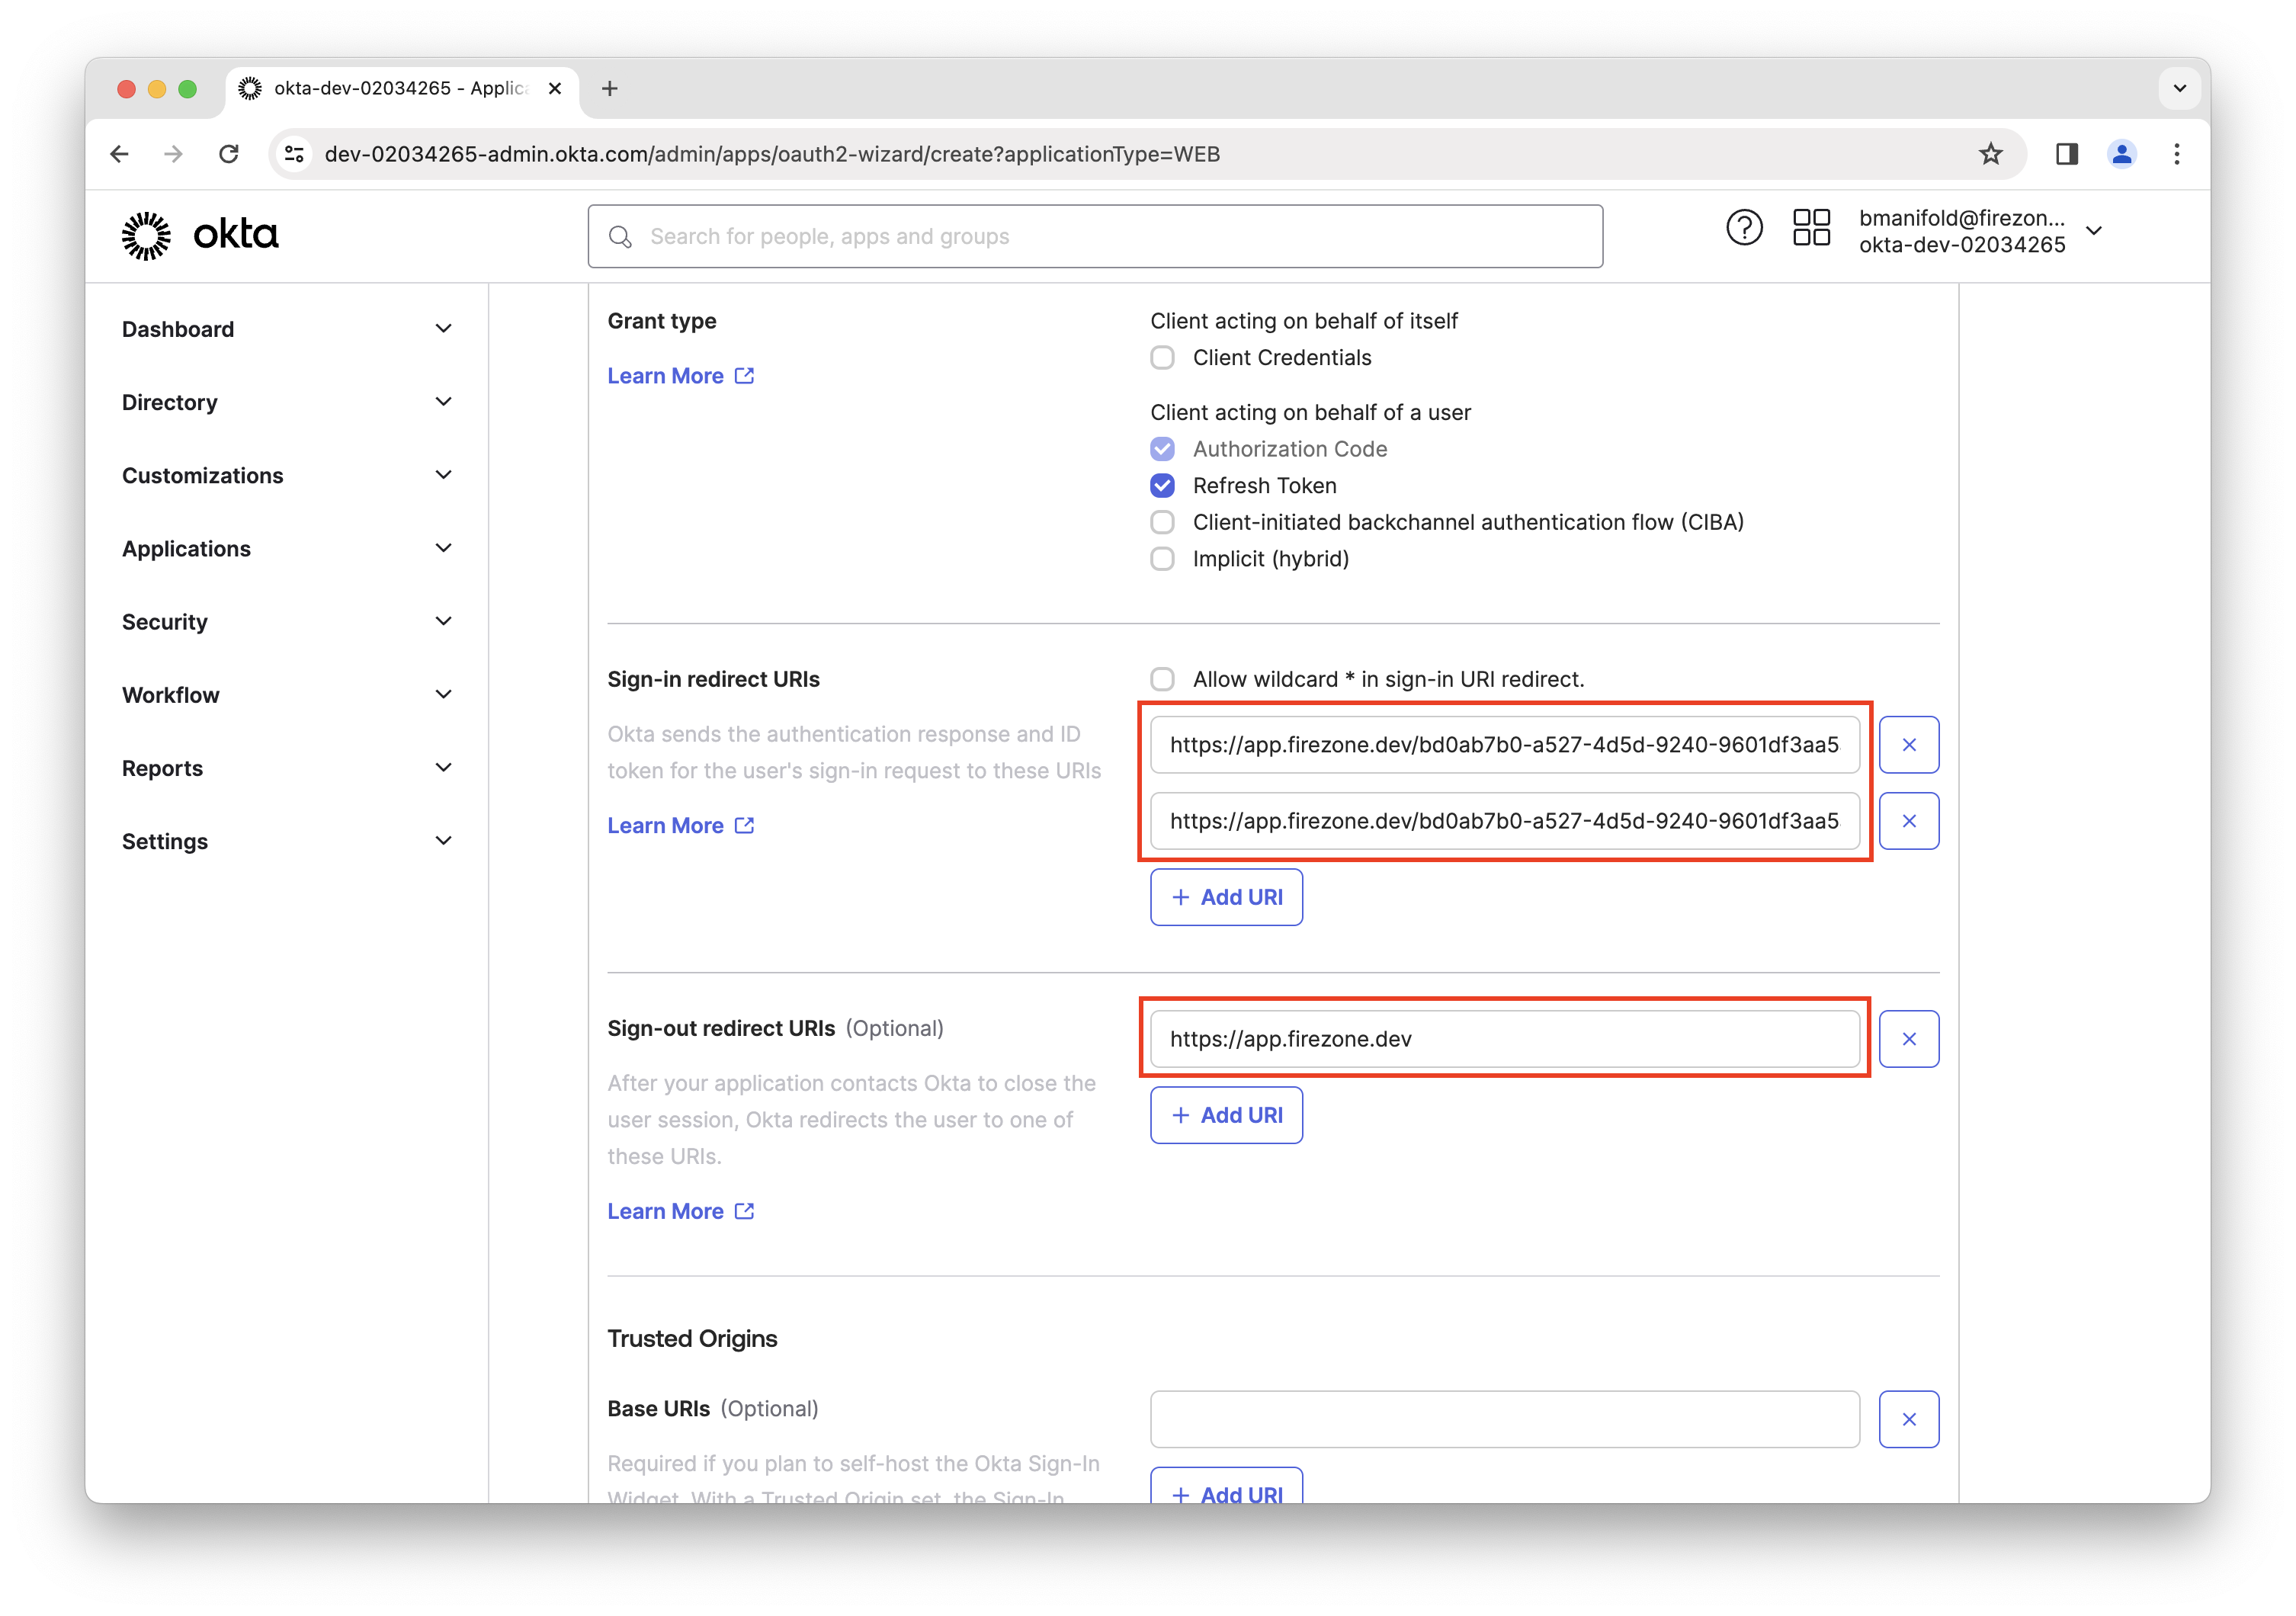 okta-dev-02034265 - Applica
dev-02034265-admin.okta.com/admin/apps/oauth2-wizard/create?applicationType=WEB
okta
Search for people, apps and groups
bmanifold@firezon...
okta-dev-02034265
Dashboard
Directory
Customizations
Applications
Security
Workflow
Reports
Settings
Grant type
Learn More
Client acting on behalf of itself
Client Credentials
Client acting on behalf of a user
Authorization Code
Refresh Token
Client-initiated backchannel authentication flow (CIBA)
Implicit (hybrid)
Sign-in redirect URIs
Okta sends the authentication response and ID
token for the user's sign-in request to these URIs
Learn More
Allow wildcard * in sign-in URI redirect.
https://app.firezone.dev/bd0ab7b0-a527-4d5d-9240-9601df3aa5
https://app.firezone.dev/bd0ab7b0-a527-4d5d-9240-9601df3aa5
+ Add URI
Sign-out redirect URIs (Optional)
After your application contacts Okta to close the
user session, Okta redirects the user to one of
these URIs.
Learn More
https://app.firezone.dev
+ Add URI
Trusted Origins
Base URIs (Optional)
Required if you plan to self-host the Okta Sign-In
Widget. With a Trusted Origin set, the Sign-In
+ Add URI